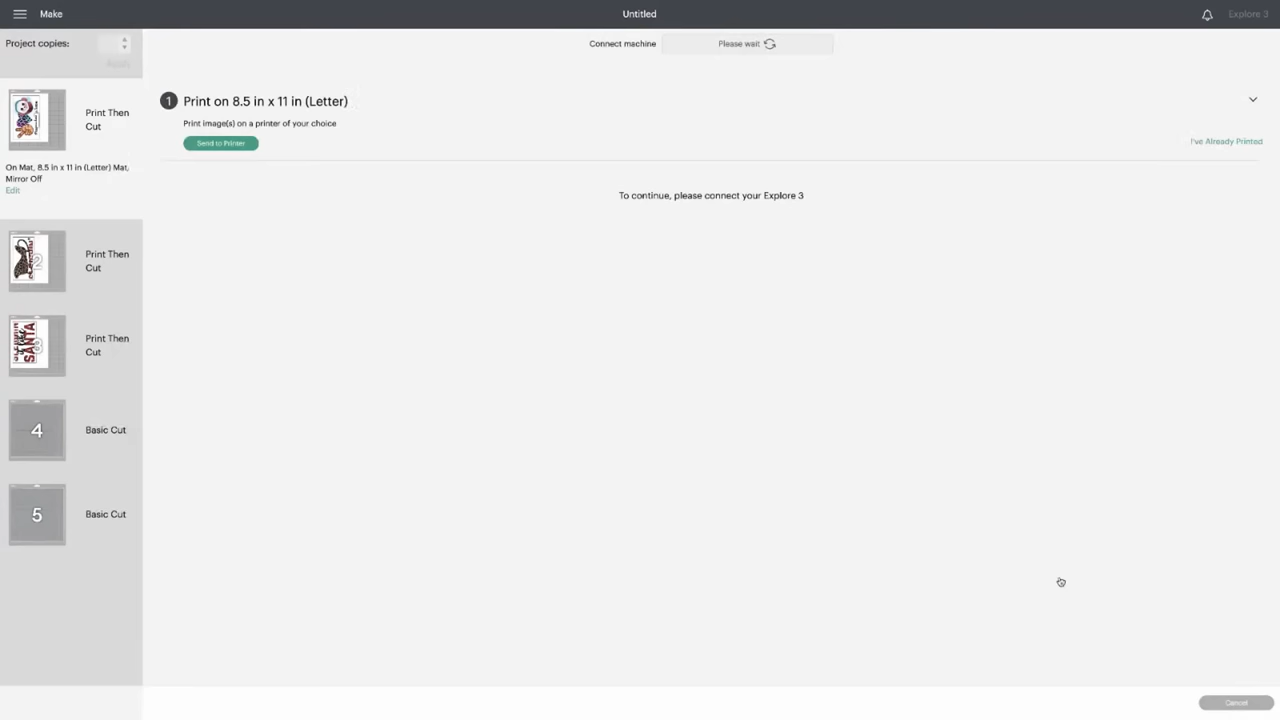 Make
Untitled
Explore 3
Project copies:
Apply
Connect machine
Please wait
1
Print on 8.5 in x 11 in (Letter)
Print image(s) on a printer of your choice
Send to Printer
I've Already Printed
To continue, please connect your Explore 3
Print Then
Cut
On Mat, 8.5 in x 11 in (Letter) Mat,
Mirror Off
Edit
Print Then
Cut
SANTA
Print Then
Cut
4
Basic Cut
5
Basic Cut
Cancel